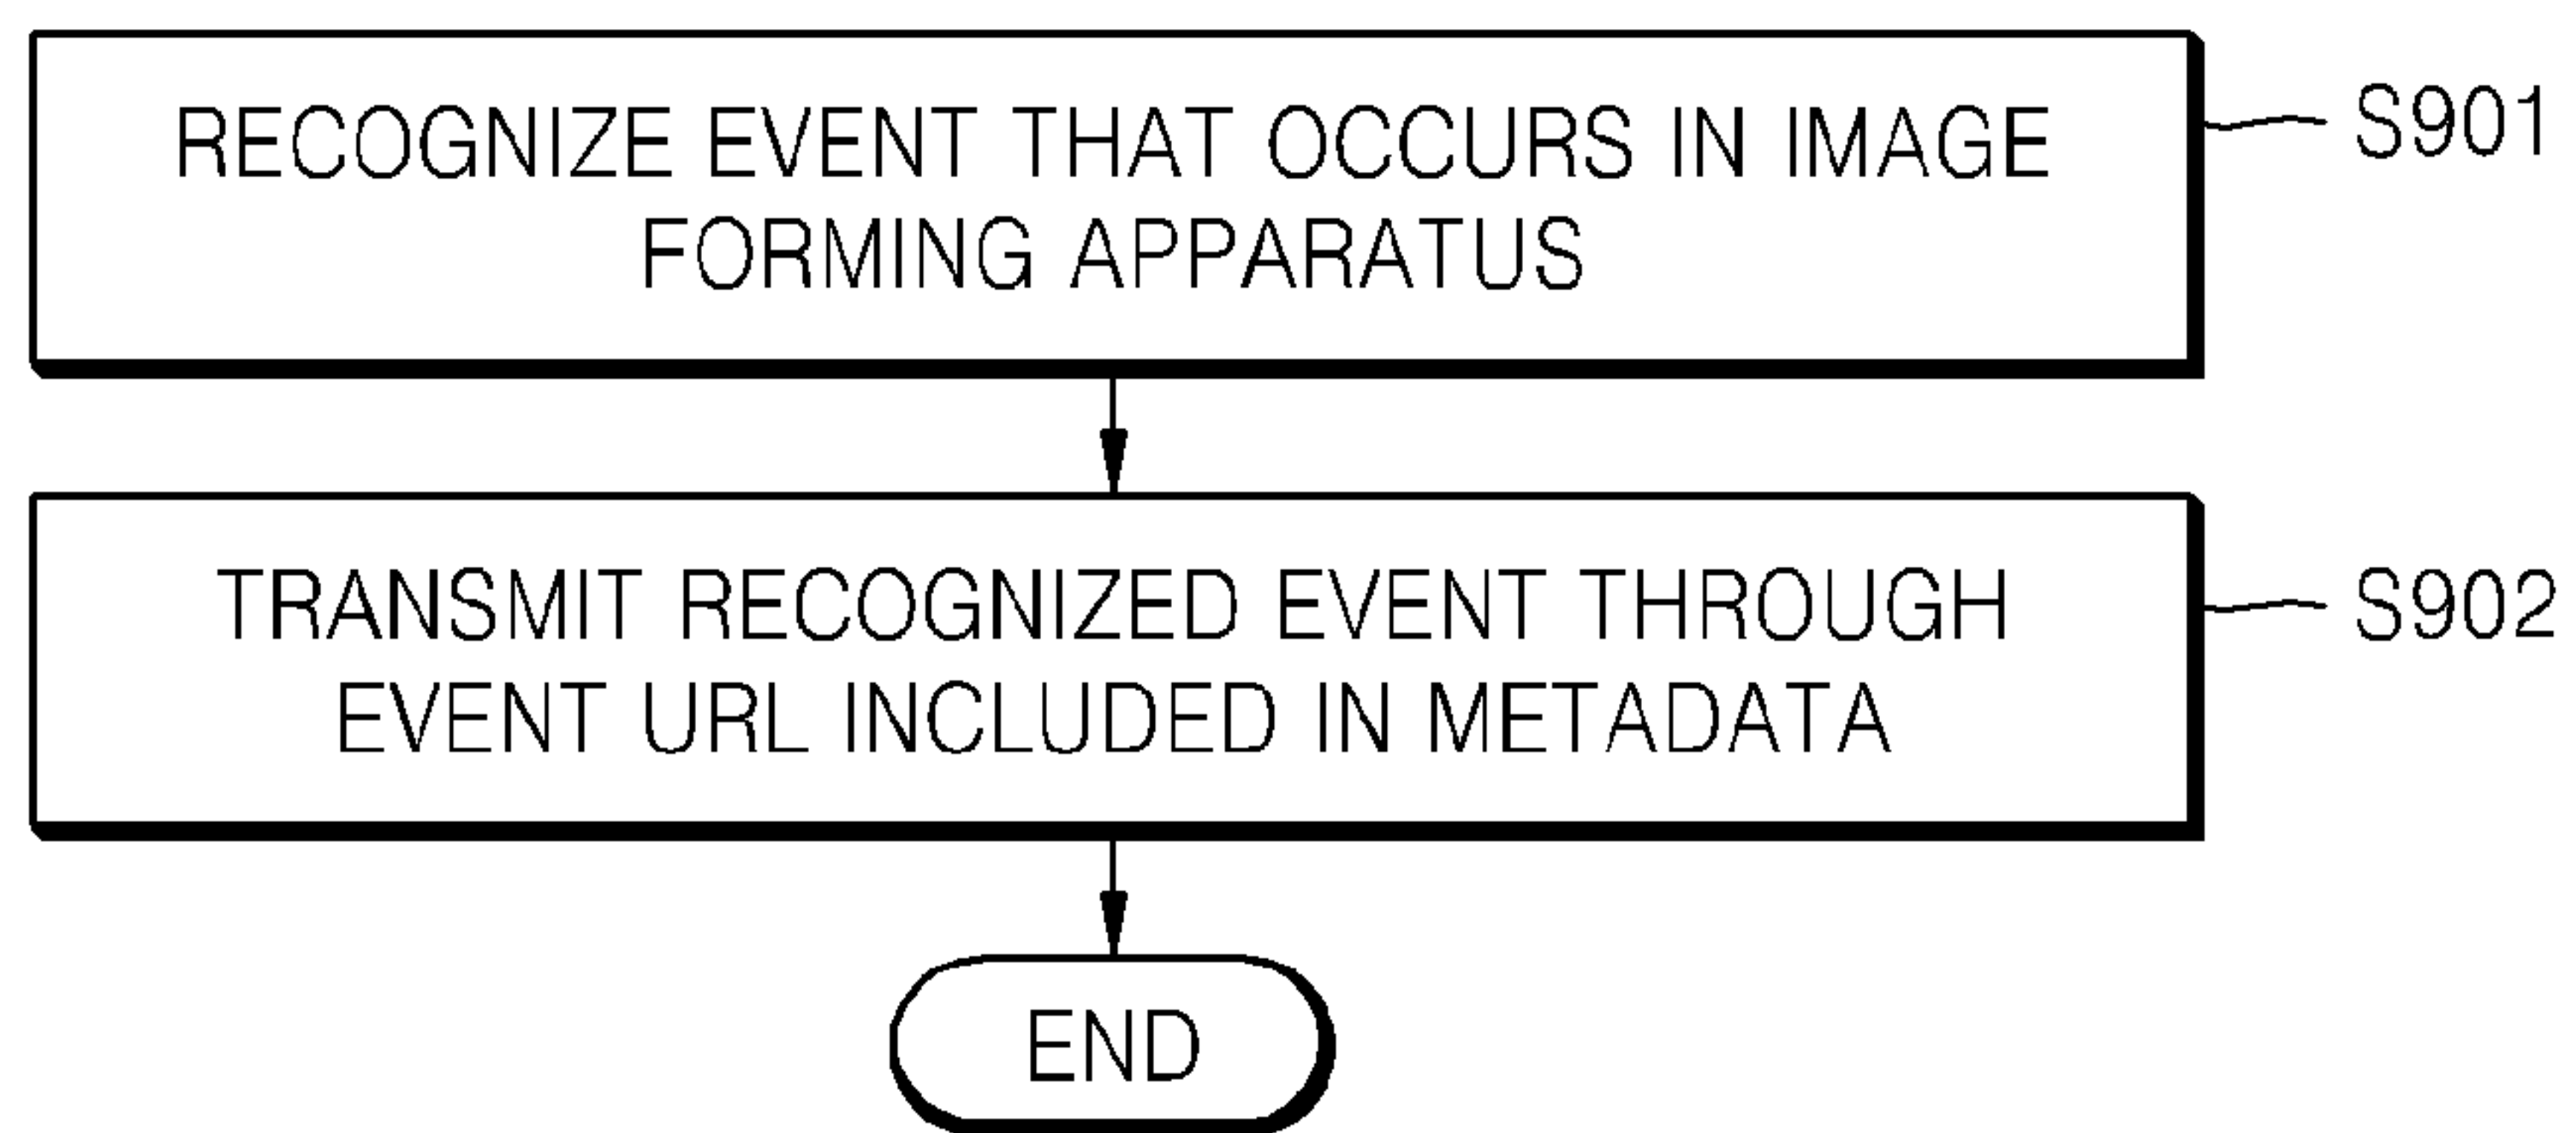 RECOGNIZE EVENT THAT OCCURS IN IMAGE
FORMING APPARATUS
S901
TRANSMIT RECOGNIZED EVENT THROUGH
EVENT URL INCLUDED IN METADATA
S902
END